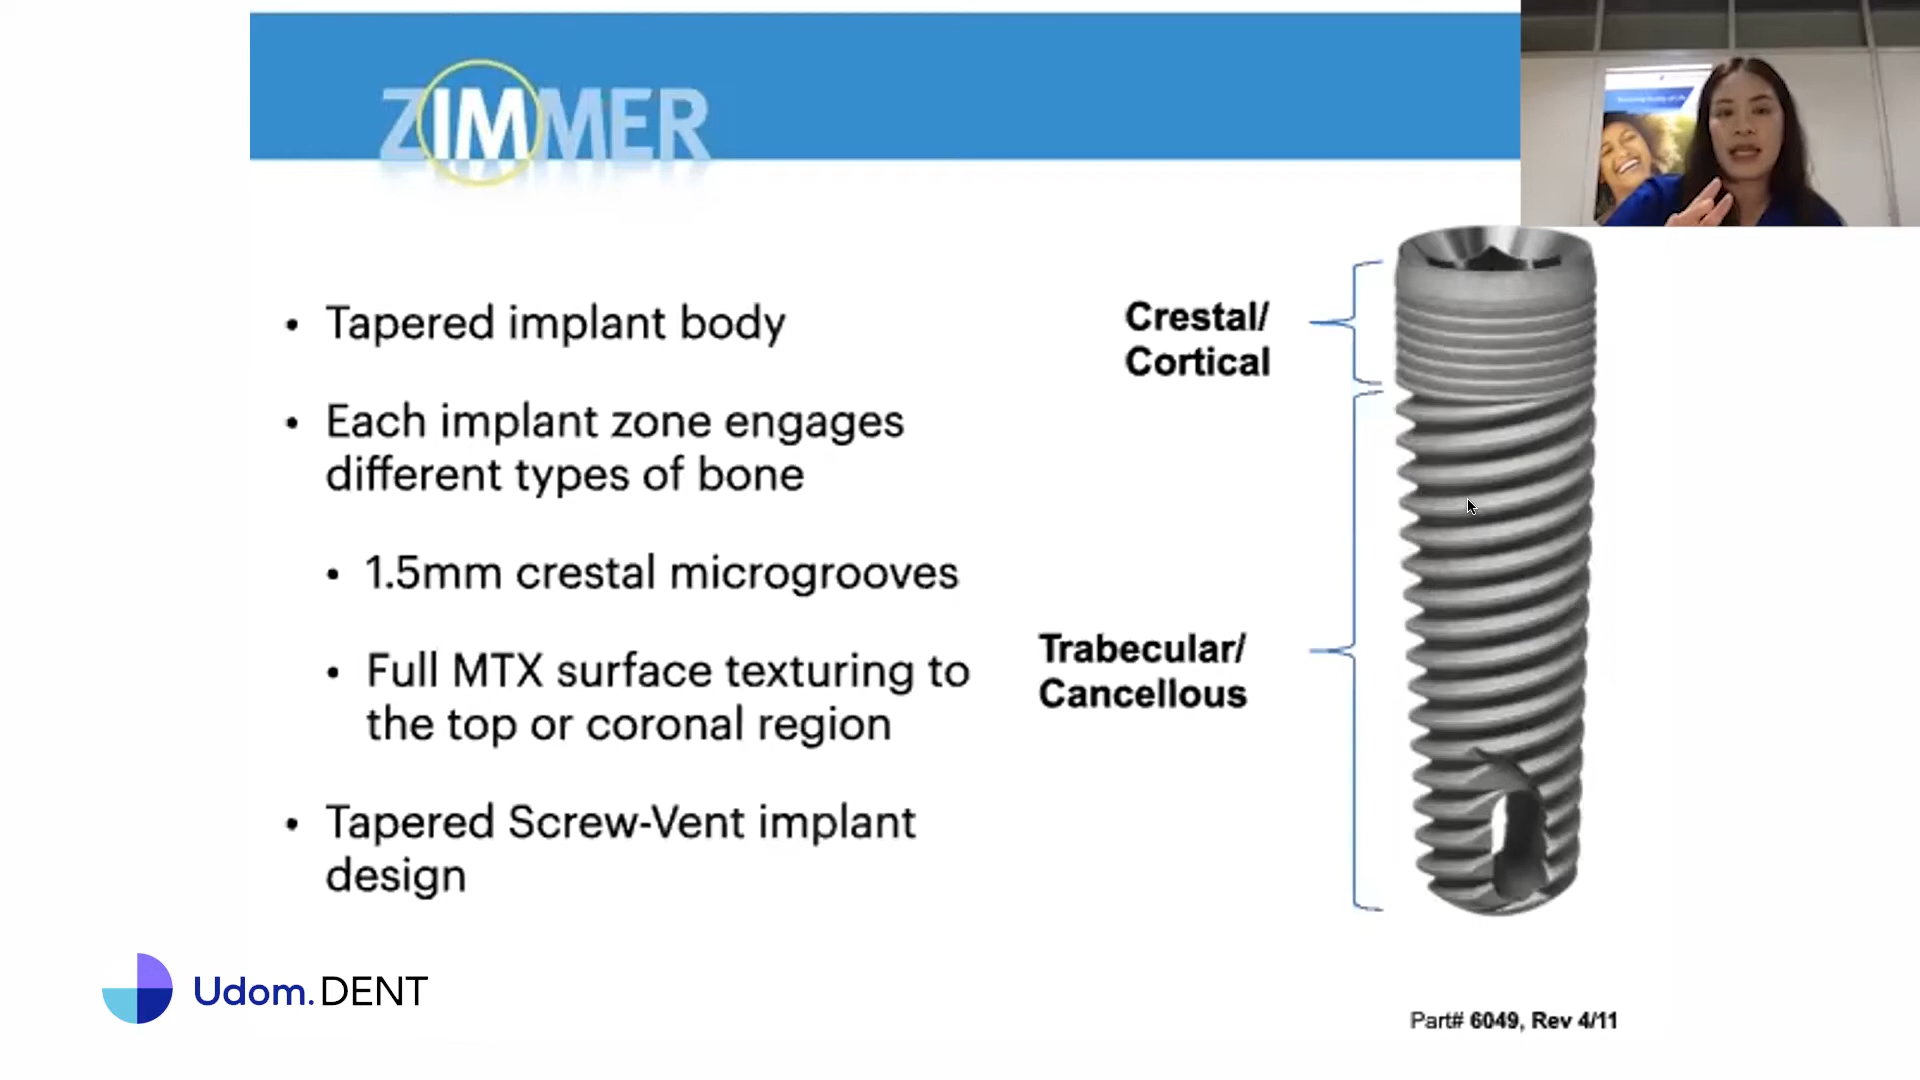 ZIMMER
• Tapered implant body
• Each implant zone engages
different types of bone
• 1.5mm crestal microgrooves
• Full MTX surface texturing to
the top or coronal region
• Tapered Screw-Vent implant
design
Crestal/
Cortical
Trabecular/
Cancellous
Udom.DENT
Part# 6049, Rev 4/11